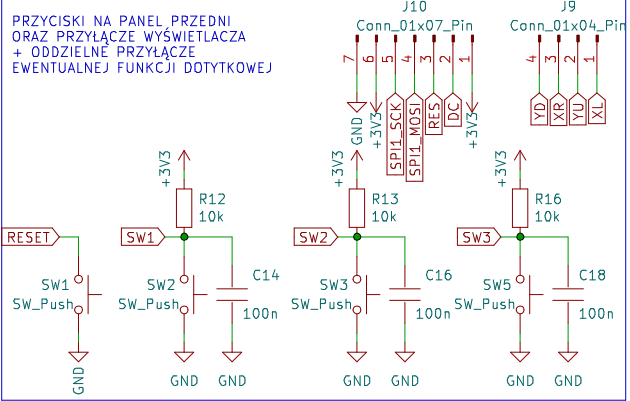 PRZYCISKI NA PANEL PRZEDNI
ORAZ PRZYŁĄCZE WYŚWIETLACZA
+ ODDZIELNE PRZYŁĄCZE
EWENTUALNEJ FUNKCJI DOTYTKOWEJ
J10
Conn_01x07_Pin
7 6 5 4 3 2 1
GND
+3V3
SPI1_SCK
SPI1_MOSI
RES
DC
+3V3
J9
Conn_01x04_Pin
4 3 2 1
YD
XR
YU
XL
RESET
SW1
SW_Push
GND
+3V3
R12
10k
SW1
SW2
SW_Push
C14
100n
GND GND
+3V3
R13
10k
SW2
SW3
SW_Push
C16
100n
GND GND
+3V3
R16
10k
SW3
SW5
SW_Push
C18
100n
GND GND